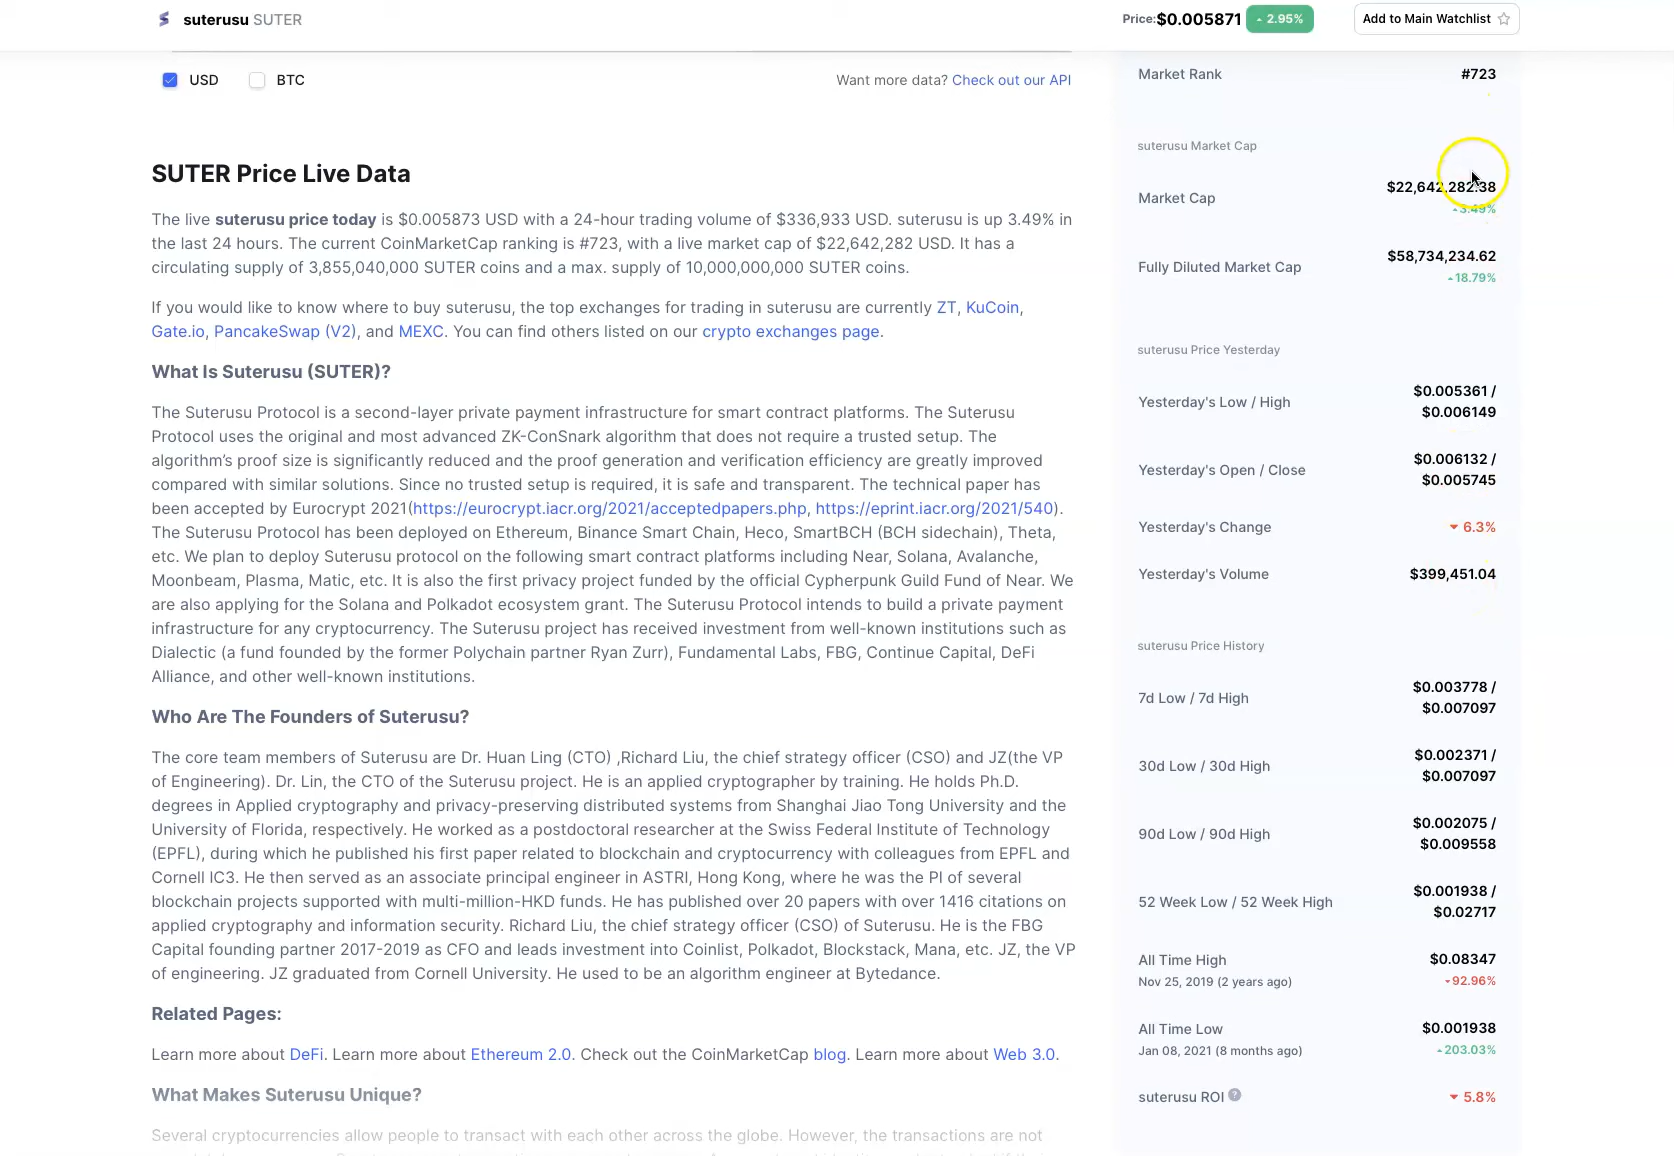 suterusu SUTER
Price: $0.005871 2.95%
Add to Main Watchlist
USD BTC
Want more data? Check out our API
SUTER Price Live Data
The live suterusu price today is $0.005873 USD with a 24-hour trading volume of $336,933 USD. suterusu is up 3.49% in
the last 24 hours. The current CoinMarketCap ranking is #723, with a live market cap of $22,642,282 USD. It has a
circulating supply of 3,855,040,000 SUTER coins and a max. supply of 10,000,000,000 SUTER coins.
If you would like to know where to buy suterusu, the top exchanges for trading in suterusu are currently ZT, KuCoin,
Gate.io, PancakeSwap (V2), and MEXC. You can find others listed on our crypto exchanges page.
What Is Suterusu (SUTER)?
The Suterusu Protocol is a second-layer private payment infrastructure for smart contract platforms. The Suterusu
Protocol uses the original and most advanced ZK-ConSnark algorithm that does not require a trusted setup. The
algorithm’s proof size is significantly reduced and the proof generation and verification efficiency are greatly improved
compared with similar solutions. Since no trusted setup is required, it is safe and transparent. The technical paper has
been accepted by Eurocrypt 2021(https://eurocrypt.iacr.org/2021/acceptedpapers.php, https://eprint.iacr.org/2021/540).
The Suterusu Protocol has been deployed on Ethereum, Binance Smart Chain, Heco, SmartBCH (BCH sidechain), Theta,
etc. We plan to deploy Suterusu protocol on the following smart contract platforms including Near, Solana, Avalanche,
Moonbeam, Plasma, Matic, etc. It is also the first privacy project funded by the official Cypherpunk Guild Fund of Near. We
are also applying for the Solana and Polkadot ecosystem grant. The Suterusu Protocol intends to build a private payment
infrastructure for any cryptocurrency. The Suterusu project has received investment from well-known institutions such as
Dialectic (a fund founded by the former Polychain partner Ryan Zurr), Fundamental Labs, FBG, Continue Capital, DeFi
Alliance, and other well-known institutions.
Who Are The Founders of Suterusu?
The core team members of Suterusu are Dr. Huan Ling (CTO) ,Richard Liu, the chief strategy officer (CSO) and JZ(the VP
of Engineering). Dr. Lin, the CTO of the Suterusu project. He is an applied cryptographer by training. He holds Ph.D.
degrees in Applied cryptography and privacy-preserving distributed systems from Shanghai Jiao Tong University and the
University of Florida, respectively. He worked as a postdoctoral researcher at the Swiss Federal Institute of Technology
(EPFL), during which he published his first paper related to blockchain and cryptocurrency with colleagues from EPFL and
Cornell IC3. He then served as an associate principal engineer in ASTRI, Hong Kong, where he was the PI of several
blockchain projects supported with multi-million-HKD funds. He has published over 20 papers with over 1416 citations on
applied cryptography and information security. Richard Liu, the chief strategy officer (CSO) of Suterusu. He is the FBG
Capital founding partner 2017-2019 as CFO and leads investment into Coinlist, Polkadot, Blockstack, Mana, etc. JZ, the VP
of engineering. JZ graduated from Cornell University. He used to be an algorithm engineer at Bytedance.
Related Pages:
Learn more about DeFi. Learn more about Ethereum 2.0. Check out the CoinMarketCap blog. Learn more about Web 3.0.
What Makes Suterusu Unique?
Several cryptocurrencies allow people to transact with each other across the globe. However, the transactions are not
Market Rank #723
suterusu Market Cap
Market Cap $22,642,282.38
3.49%
Fully Diluted Market Cap $58,734,234.62
18.79%
suterusu Price Yesterday
Yesterday's Low / High $0.005361 /
$0.006149
Yesterday's Open / Close $0.006132 /
$0.005745
Yesterday's Change 6.3%
Yesterday's Volume $399,451.04
suterusu Price History
7d Low / 7d High $0.003778 /
$0.007097
30d Low / 30d High $0.002371 /
$0.007097
90d Low / 90d High $0.002075 /
$0.009558
52 Week Low / 52 Week High $0.001938 /
$0.02717
All Time High $0.08347
Nov 25, 2019 (2 years ago) 92.96%
All Time Low $0.001938
Jan 08, 2021 (8 months ago) 203.03%
suterusu ROI ? 5.8%